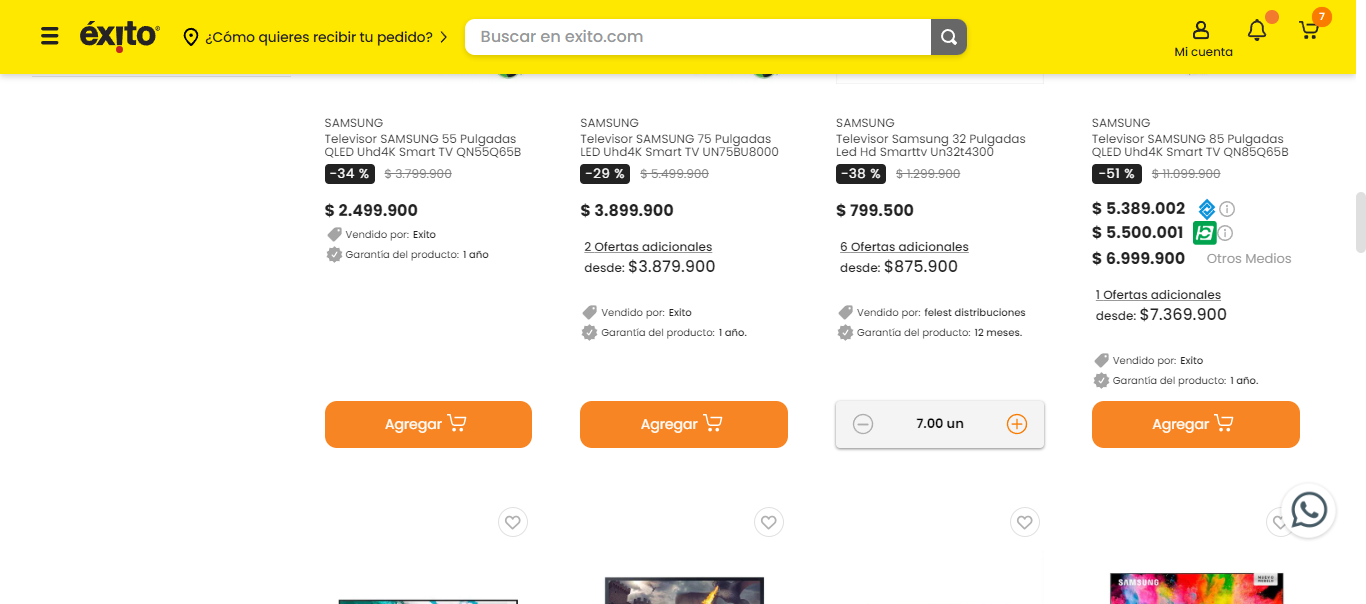 éxito
¿Cómo quieres recibir tu pedido?
Buscar en exito.com
Mi cuenta
7
SAMSUNG
Televisor SAMSUNG 55 Pulgadas
QLED Uhd4K Smart TV QN55Q65B
-34 % $ 3.799.900
$ 2.499.900
Vendido por: Exito
Garantía del producto: 1 año
Agregar
SAMSUNG
Televisor SAMSUNG 75 Pulgadas
LED Uhd4K Smart TV UN75BU8000
-29 % $ 5.499.900
$ 3.899.900
2 Ofertas adicionales
desde: $3.879.900
Vendido por: Exito
Garantía del producto: 1 año.
Agregar
SAMSUNG
Televisor Samsung 32 Pulgadas
Led Hd Smarttv Un32t4300
-38 % $ 1.299.900
$ 799.500
6 Ofertas adicionales
desde: $875.900
Vendido por: felest distribuciones
Garantía del producto: 12 meses.
7.00 un
SAMSUNG
Televisor SAMSUNG 85 Pulgadas
QLED Uhd4K Smart TV QN85Q65B
-51 % $ 11.099.900
$ 5.389.002
$ 5.500.001
$ 6.999.900 Otros Medios
1 Ofertas adicionales
desde: $7.369.900
Vendido por: Exito
Garantía del producto: 1 año.
Agregar
SAMSUNG